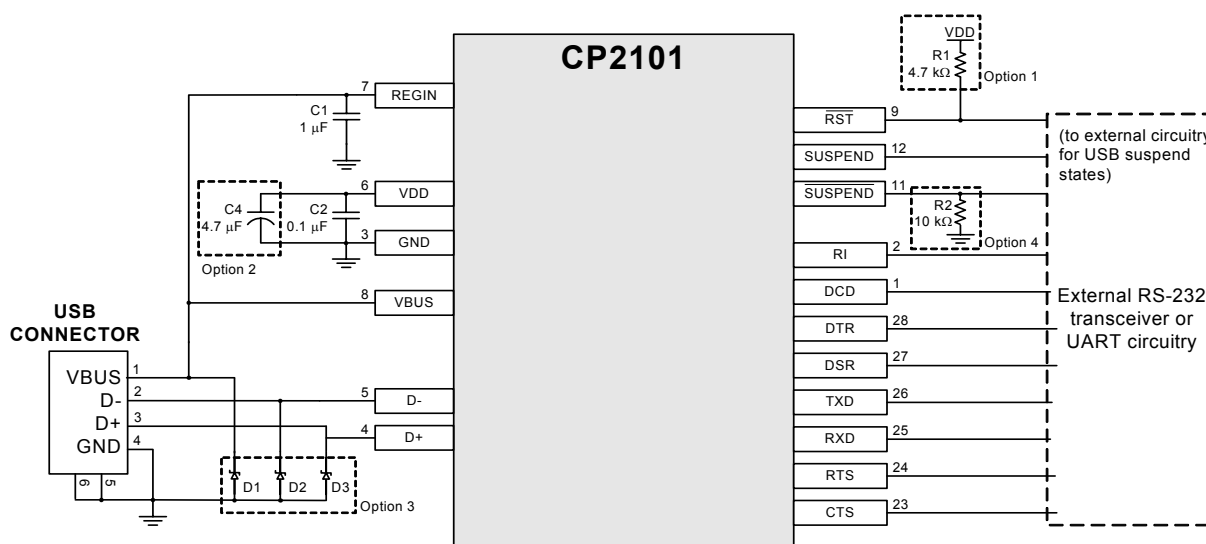 CP2101
7
REGIN
C1
1 μF
6
VDD
C4
4.7 μF
C2
0.1 μF
3
GND
Option 2
8
VBUS
USB
CONNECTOR
VBUS 1
D- 2
D+ 3
GND 4
6 5
5
D-
4
D+
D1 D2 D3
Option 3
VDD
R1
4.7 kΩ
Option 1
RST 9
SUSPEND 12
SUSPEND 11
R2
10 kΩ
Option 4
RI 2
DCD 1
DTR 28
DSR 27
TXD 26
RXD 25
RTS 24
CTS 23
(to external circuitry
for USB suspend
states)
External RS-232
transceiver or
UART circuitry